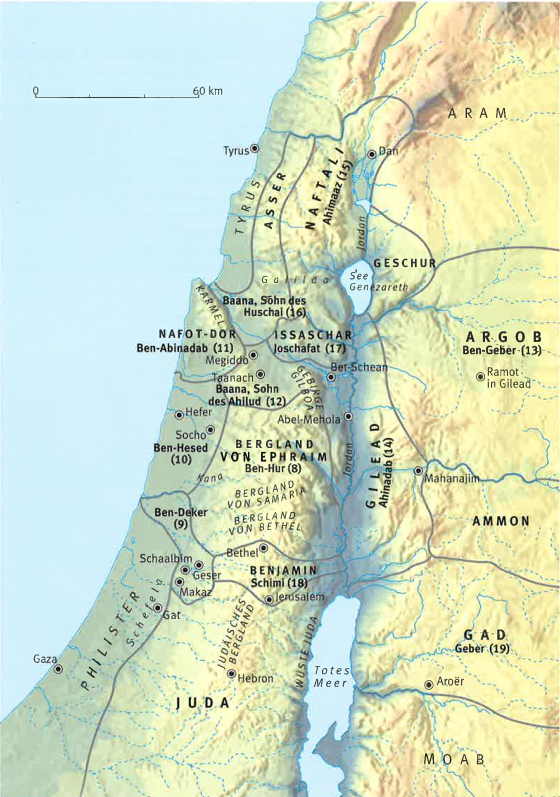 0
60 km
ARAM
Tyrus
Dan
TYRUS
ASSER
NAFTALI
Ahimaaz (15)
Jordan
GESCHUR
See
Genezareth
Galiläa
KARMEL
Baana, Sohn des
Huschai (16)
NAFOT-DOR
Ben-Abinadab (11)
ISSASCHAR
Joschafat (17)
ARGOB
Ben-Geber (13)
Megiddo
Taanach
Bet-Schean
Ramot
in Gilead
Baana, Sohn
des Ahilud (12)
GEBIRGE
GILBOA
Hefer
Abel-Mehola
Socho
Ben-Hesed
(10)
BERGLAND
VON EPHRAIM
Ben-Hur (8)
Jordan
GILEAD
Ahinadab (14)
Mahanajim
Yana
BERGLAND
VON SAMARIA
BERGLAND
VON BETHEL
AMMON
Ben-Deker
(9)
Bethel
Schaalbim
Geser
Makaz
BENJAMIN
Schimi (18)
Jerusalem
PHILISTER
Schefela
Gat
JUDÄISCHES
BERGLAND
WÜSTE JUDA
GAD
Geber (19)
Gaza
Hebron
Totes
Meer
Aroër
JUDA
MOAB